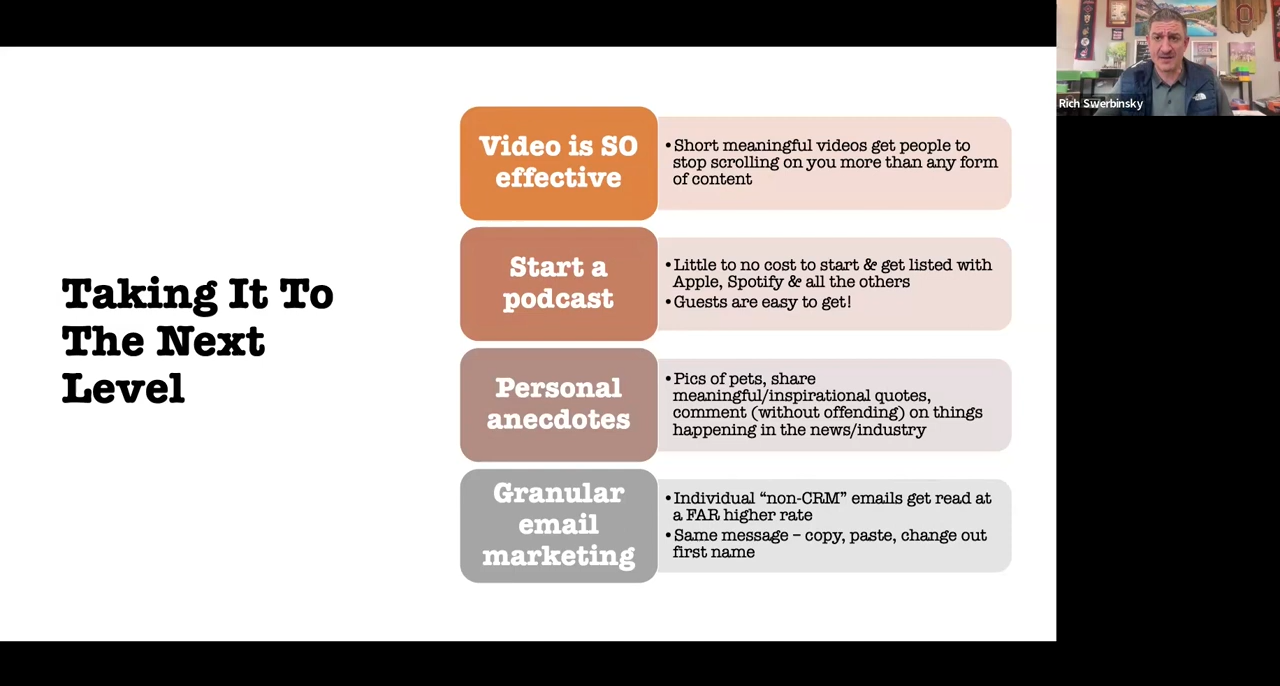 Taking It To
The Next
Level
Video is SO
effective
•Short meaningful videos get people to
stop scrolling on you more than any form
of content
Start a
podcast
•Little to no cost to start & get listed with
Apple, Spotify & all the others
•Guests are easy to get!
Personal
anecdotes
•Pics of pets, share
meaningful/inspirational quotes,
comment (without offending) on things
happening in the news/industry
Granular
email
marketing
•Individual “non-CRM” emails get read at
a FAR higher rate
•Same message – copy, paste, change out
first name
Rich Swerbinsky